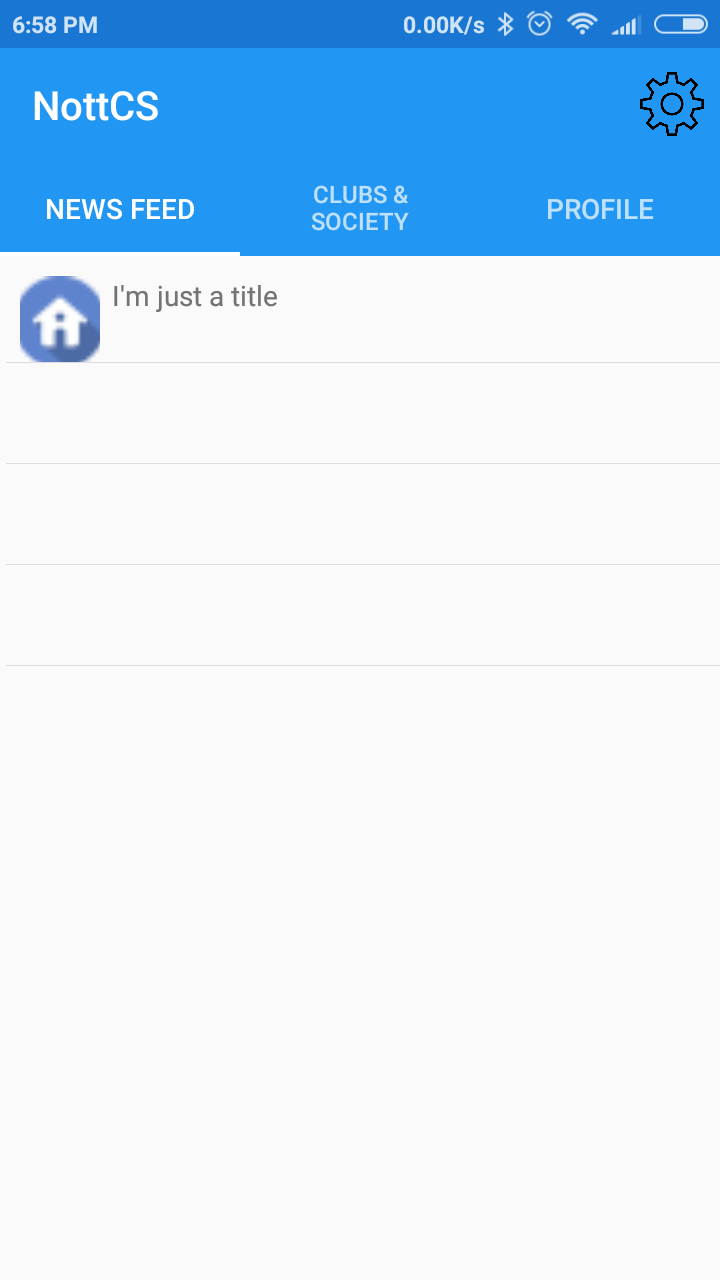 6:58 PM 0.00K/s
NottCS
NEWS FEED
CLUBS &
SOCIETY
PROFILE
I'm just a title